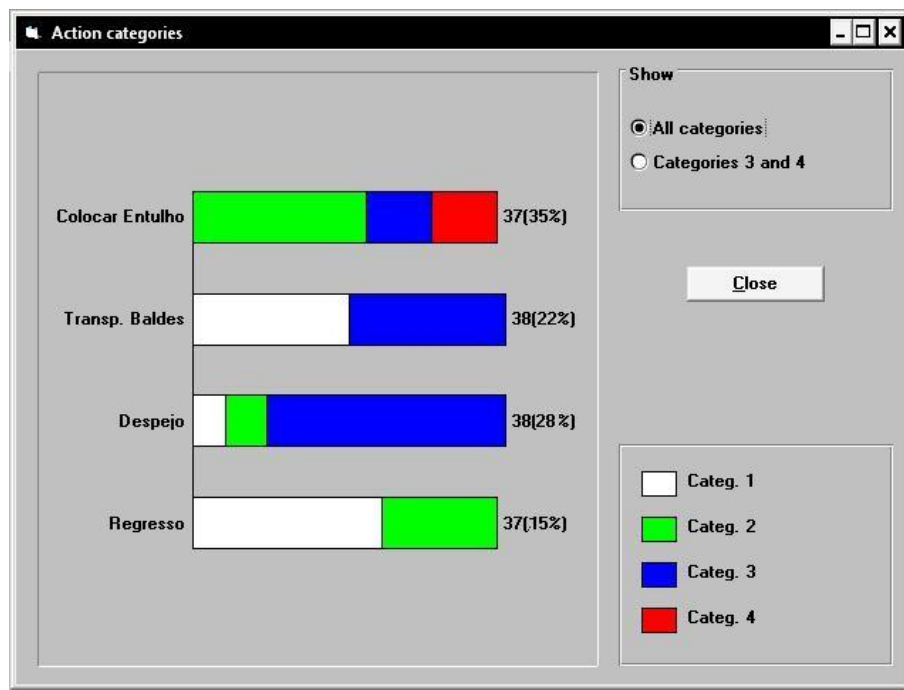 Action categories
Show
All categories
Categories 3 and 4
Close
Colocar Entulho
37(35%)
Transp. Baldes
38(22%)
Despejo
38(28%)
Regresso
37(15%)
Categ. 1
Categ. 2
Categ. 3
Categ. 4